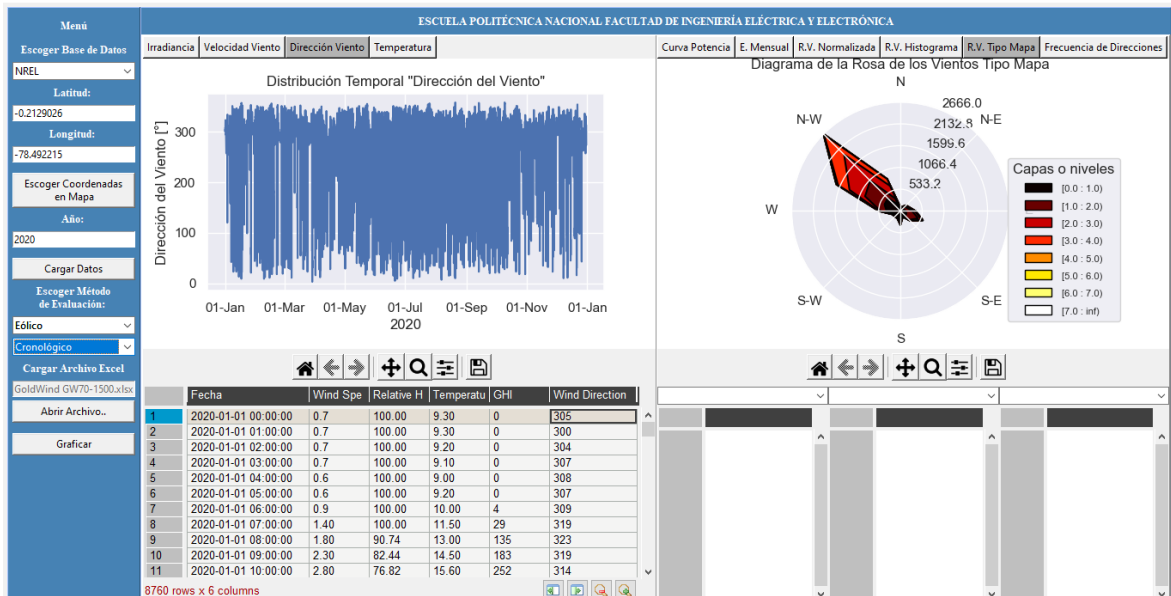 ESCUELA POLITÉCNICA NACIONAL FACULTAD DE INGENIERÍA ELÉCTRICA Y ELECTRÓNICA
Menú
Escoger Base de Datos
NREL
Latitud:
-0.2129026
Longitud:
-78.492215
Escoger Coordenadas
en Mapa
Año:
2020
Cargar Datos
Escoger Método
de Evaluación:
Eólico
Cronológico
Cargar Archivo Excel
GoldWind GW70-1500.xlsx
Abrir Archivo..
Graficar
Irradiancia Velocidad Viento Dirección Viento Temperatura
Distribución Temporal "Dirección del Viento"
Dirección del Viento [°]
300
200
100
0
01-Jan 01-Mar 01-May 01-Jul 01-Sep 01-Nov 01-Jan
2020
Fecha Wind Spe Relative H Temperatu GHI Wind Direction
1 2020-01-01 00:00:00 0.7 100.00 9.30 0 305
2 2020-01-01 01:00:00 0.7 100.00 9.30 0 300
3 2020-01-01 02:00:00 0.7 100.00 9.20 0 304
4 2020-01-01 03:00:00 0.7 100.00 9.10 0 307
5 2020-01-01 04:00:00 0.6 100.00 9.00 0 308
6 2020-01-01 05:00:00 0.6 100.00 9.20 0 307
7 2020-01-01 06:00:00 0.9 100.00 10.00 4 309
8 2020-01-01 07:00:00 1.40 100.00 11.50 29 319
9 2020-01-01 08:00:00 1.80 90.74 13.00 135 323
10 2020-01-01 09:00:00 2.30 82.44 14.50 183 319
11 2020-01-01 10:00:00 2.80 76.82 15.60 252 314
8760 rows x 6 columns
Curva Potencia E. Mensual R.V. Normalizada R.V. Histograma R.V. Tipo Mapa Frecuencia de Direcciones
Diagrama de la Rosa de los Vientos Tipo Mapa
N
N-W
N-E
W
S-W
S-E
S
2666.0
2132.8
1599.6
1066.4
533.2
Capas o niveles
[0.0 : 1.0)
[1.0 : 2.0)
[2.0 : 3.0)
[3.0 : 4.0)
[4.0 : 5.0)
[5.0 : 6.0)
[6.0 : 7.0)
[7.0 : inf)